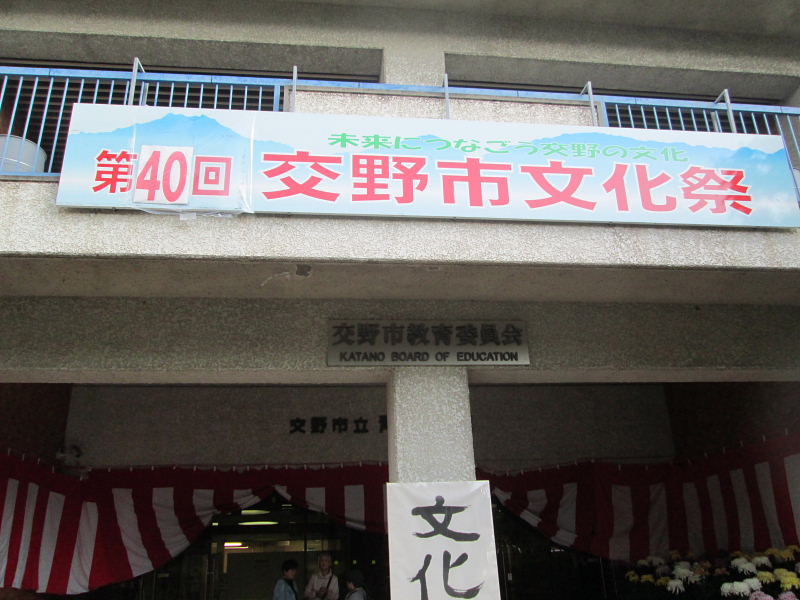 未来につなごう交野の文化
第40回 交野市文化祭
交野市教育委員会
KATANO BOARD OF EDUCATION
交野市立
文化